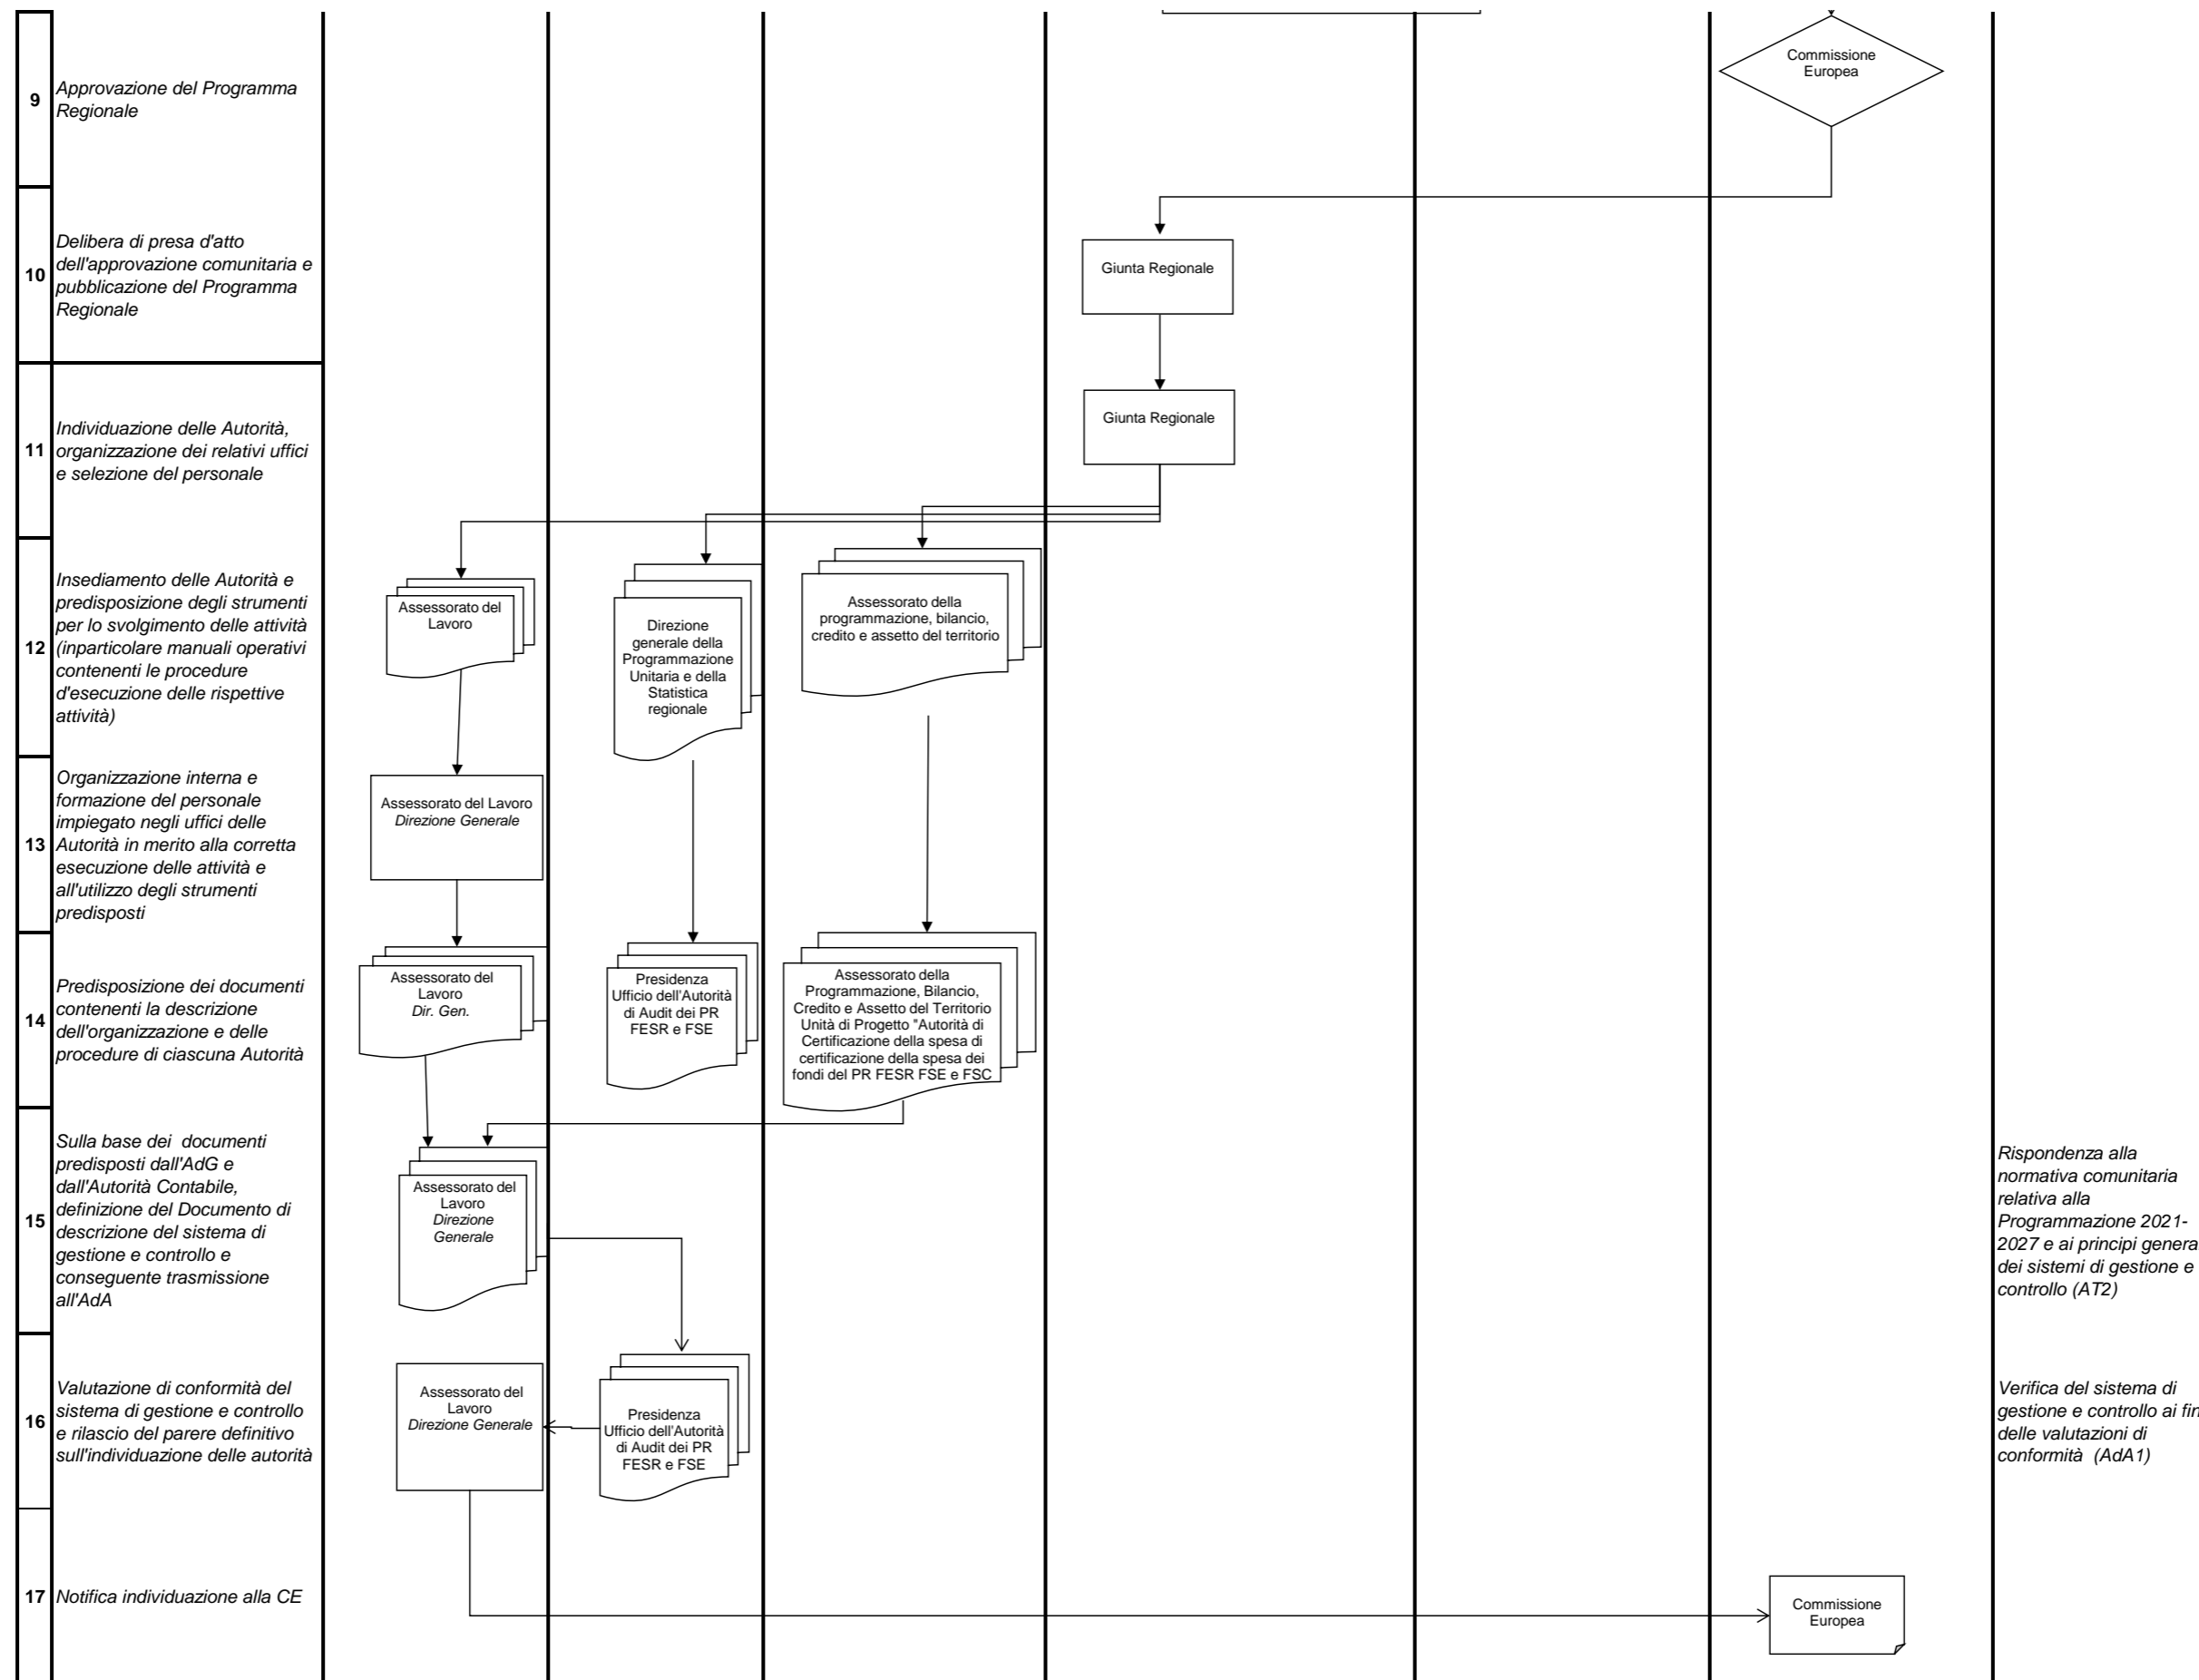 9
Approvazione del Programma
Regionale
Commissione
Europea
10
Delibera di presa d'atto
dell'approvazione comunitaria e
pubblicazione del Programma
Regionale
Giunta Regionale
11
Individuazione delle Autorità,
organizzazione dei relativi uffici
e selezione del personale
Giunta Regionale
12
Insediamento delle Autorità e
predisposizione degli strumenti
per lo svolgimento delle attività
(inparticolare manuali operativi
contenenti le procedure
d'esecuzione delle rispettive
attività)
Assessorato del
Lavoro
Direzione
generale della
Programmazione
Unitaria e della
Statistica
regionale
Assessorato della
programmazione, bilancio,
credito e assetto del territorio
13
Organizzazione interna e
formazione del personale
impiegato negli uffici delle
Autorità in merito alla corretta
esecuzione delle attività e
all'utilizzo degli strumenti
predisposti
Assessorato del Lavoro
Direzione Generale
14
Predisposizione dei documenti
contenenti la descrizione
dell'organizzazione e delle
procedure di ciascuna Autorità
Assessorato del
Lavoro
Dir. Gen.
Presidenza
Ufficio dell'Autorità
di Audit dei PR
FESR e FSE
Assessorato della
Programmazione, Bilancio,
Credito e Assetto del Territorio
Unità di Progetto "Autorità di
Certificazione della spesa di
certificazione della spesa dei
fondi del PR FESR FSE e FSC
15
Sulla base dei  documenti
predisposti dall'AdG e
dall'Autorità Contabile,
definizione del Documento di
descrizione del sistema di
gestione e controllo e
conseguente trasmissione
all'AdA
Assessorato del
Lavoro
Direzione
Generale
Rispondenza alla
normativa comunitaria
relativa alla
Programmazione 2021-
2027 e ai principi genera
dei sistemi di gestione e
controllo (AT2)
16
Valutazione di conformità del
sistema di gestione e controllo
e rilascio del parere definitivo
sull'individuazione delle autorità
Assessorato del
Lavoro
Direzione Generale
Presidenza
Ufficio dell'Autorità
di Audit dei PR
FESR e FSE
Verifica del sistema di
gestione e controllo ai fin
delle valutazioni di
conformità  (AdA1)
17
Notifica individuazione alla CE
Commissione
Europea